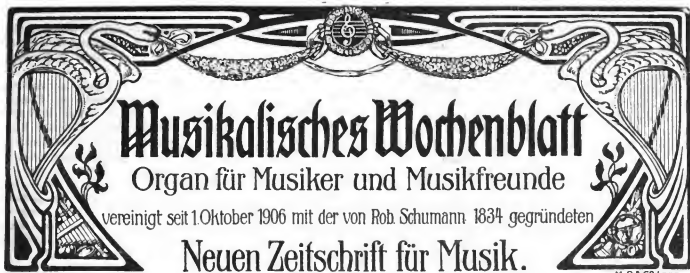 Musikalisches Wochenblatt
Organ für Musiker und Musikfreunde
vereinigt seit 1.Oktober 1906 mit der von Rob. Schumann 1834 gegründeten
Neuen Zeitschrift für Musik.